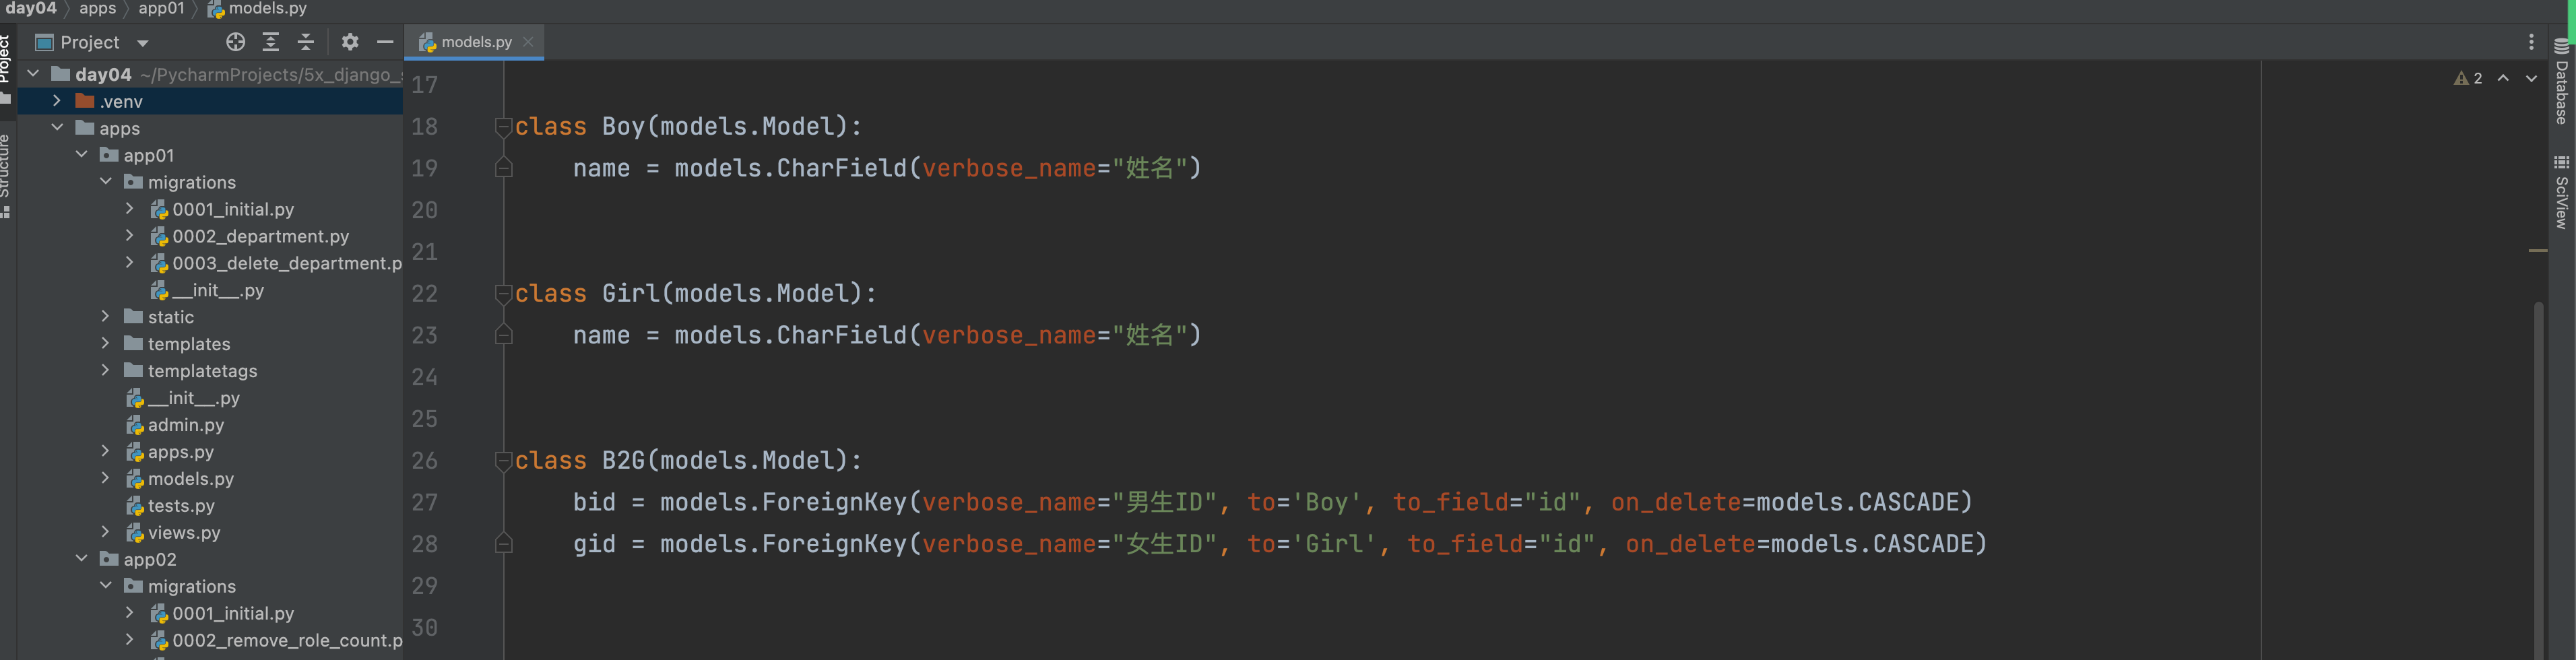 day04 apps app01 models.py
Project
models.py
Project
day04 ~/PycharmProjects/5x_django_s
.venv
apps
app01
migrations
0001_initial.py
0002_department.py
0003_delete_department.p
__init__.py
static
templates
templatetags
__init__.py
admin.py
apps.py
models.py
tests.py
views.py
app02
migrations
0001_initial.py
0002_remove_role_count.p
Structure
17
18 class Boy(models.Model):
19 name = models.CharField(verbose_name="姓名")
20
21
22 class Girl(models.Model):
23 name = models.CharField(verbose_name="姓名")
24
25
26 class B2G(models.Model):
27 bid = models.ForeignKey(verbose_name="男生ID", to='Boy', to_field="id", on_delete=models.CASCADE)
28 gid = models.ForeignKey(verbose_name="女生ID", to='Girl', to_field="id", on_delete=models.CASCADE)
29
30
2
Database
SciView